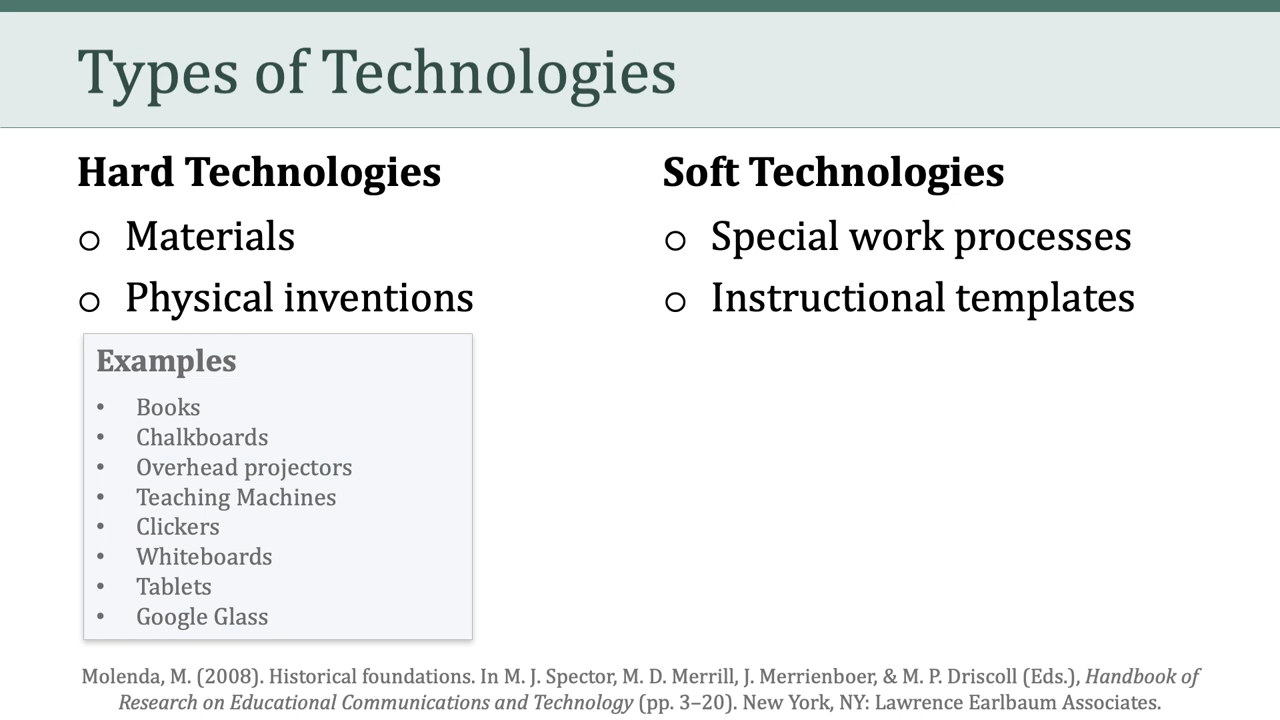 Types of Technologies
Hard Technologies
o Materials
o Physical inventions
Examples
• Books
• Chalkboards
• Overhead projectors
• Teaching Machines
• Clickers
• Whiteboards
• Tablets
• Google Glass
Soft Technologies
o Special work processes
o Instructional templates
Molenda, M. (2008). Historical foundations. In M. J. Spector, M. D. Merrill, J. Merrienboer, & M. P. Driscoll (Eds.), Handbook of
Research on Educational Communications and Technology (pp. 3–20). New York, NY: Lawrence Earlbaum Associates.